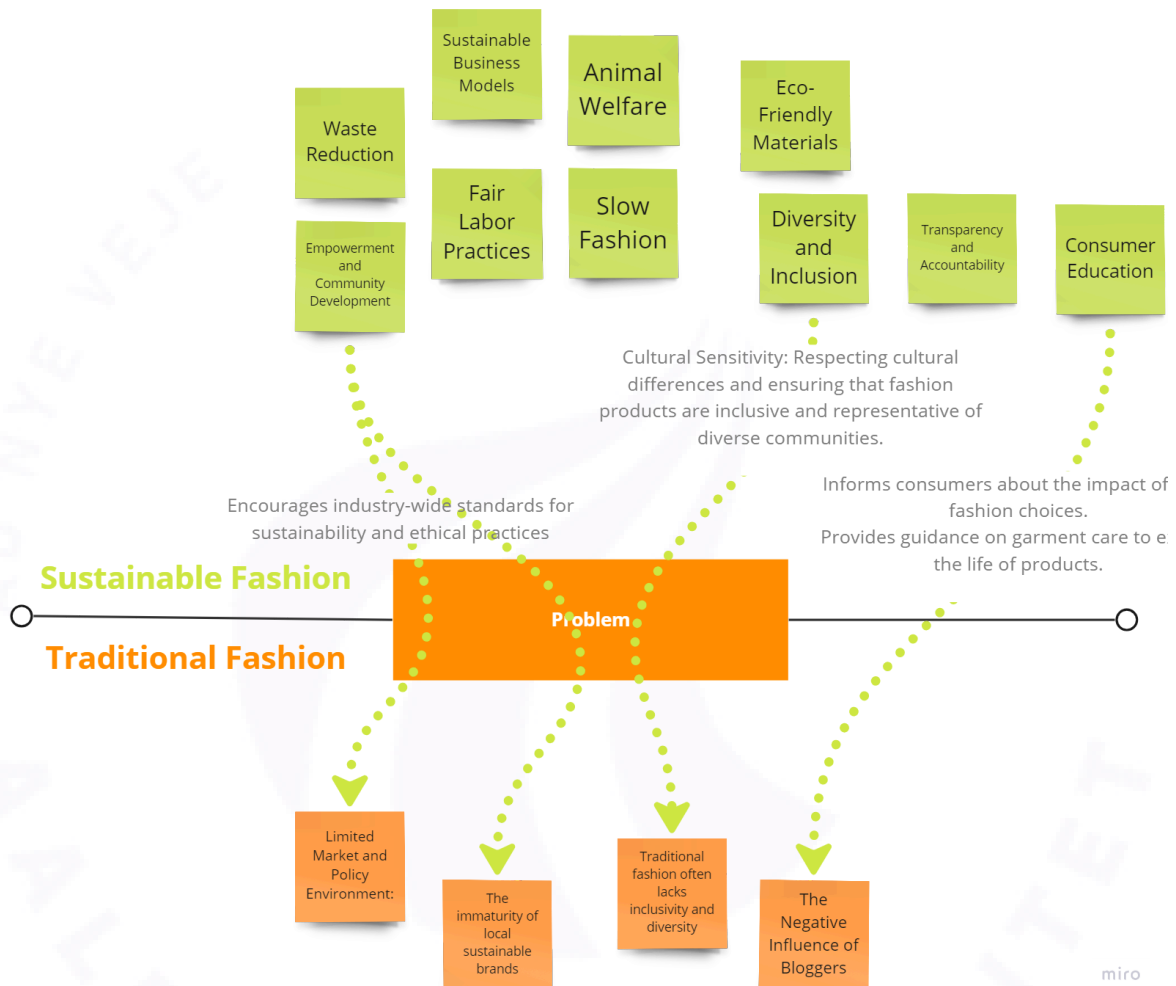 Sustainable
Business
Models
Animal
Welfare
Eco-
Friendly
Materials
Waste
Reduction
Fair
Labor
Practices
Slow
Fashion
Diversity
and
Inclusion
Transparency
and
Accountability
Consumer
Education
Empowerment
and
Community
Development
Cultural Sensitivity: Respecting cultural
differences and ensuring that fashion
products are inclusive and representative of
diverse communities.
Encourages industry-wide standards for
sustainability and ethical practices
Informs consumers about the impact of
fashion choices.
Provides guidance on garment care to
the life of products.
Sustainable Fashion
Problem
Traditional Fashion
Limited
Market and
Policy
Environment:
The
immaturity of
local
sustainable
brands
Traditional
fashion often
lacks
inclusivity and
diversity
The
Negative
Influence of
Bloggers
miro